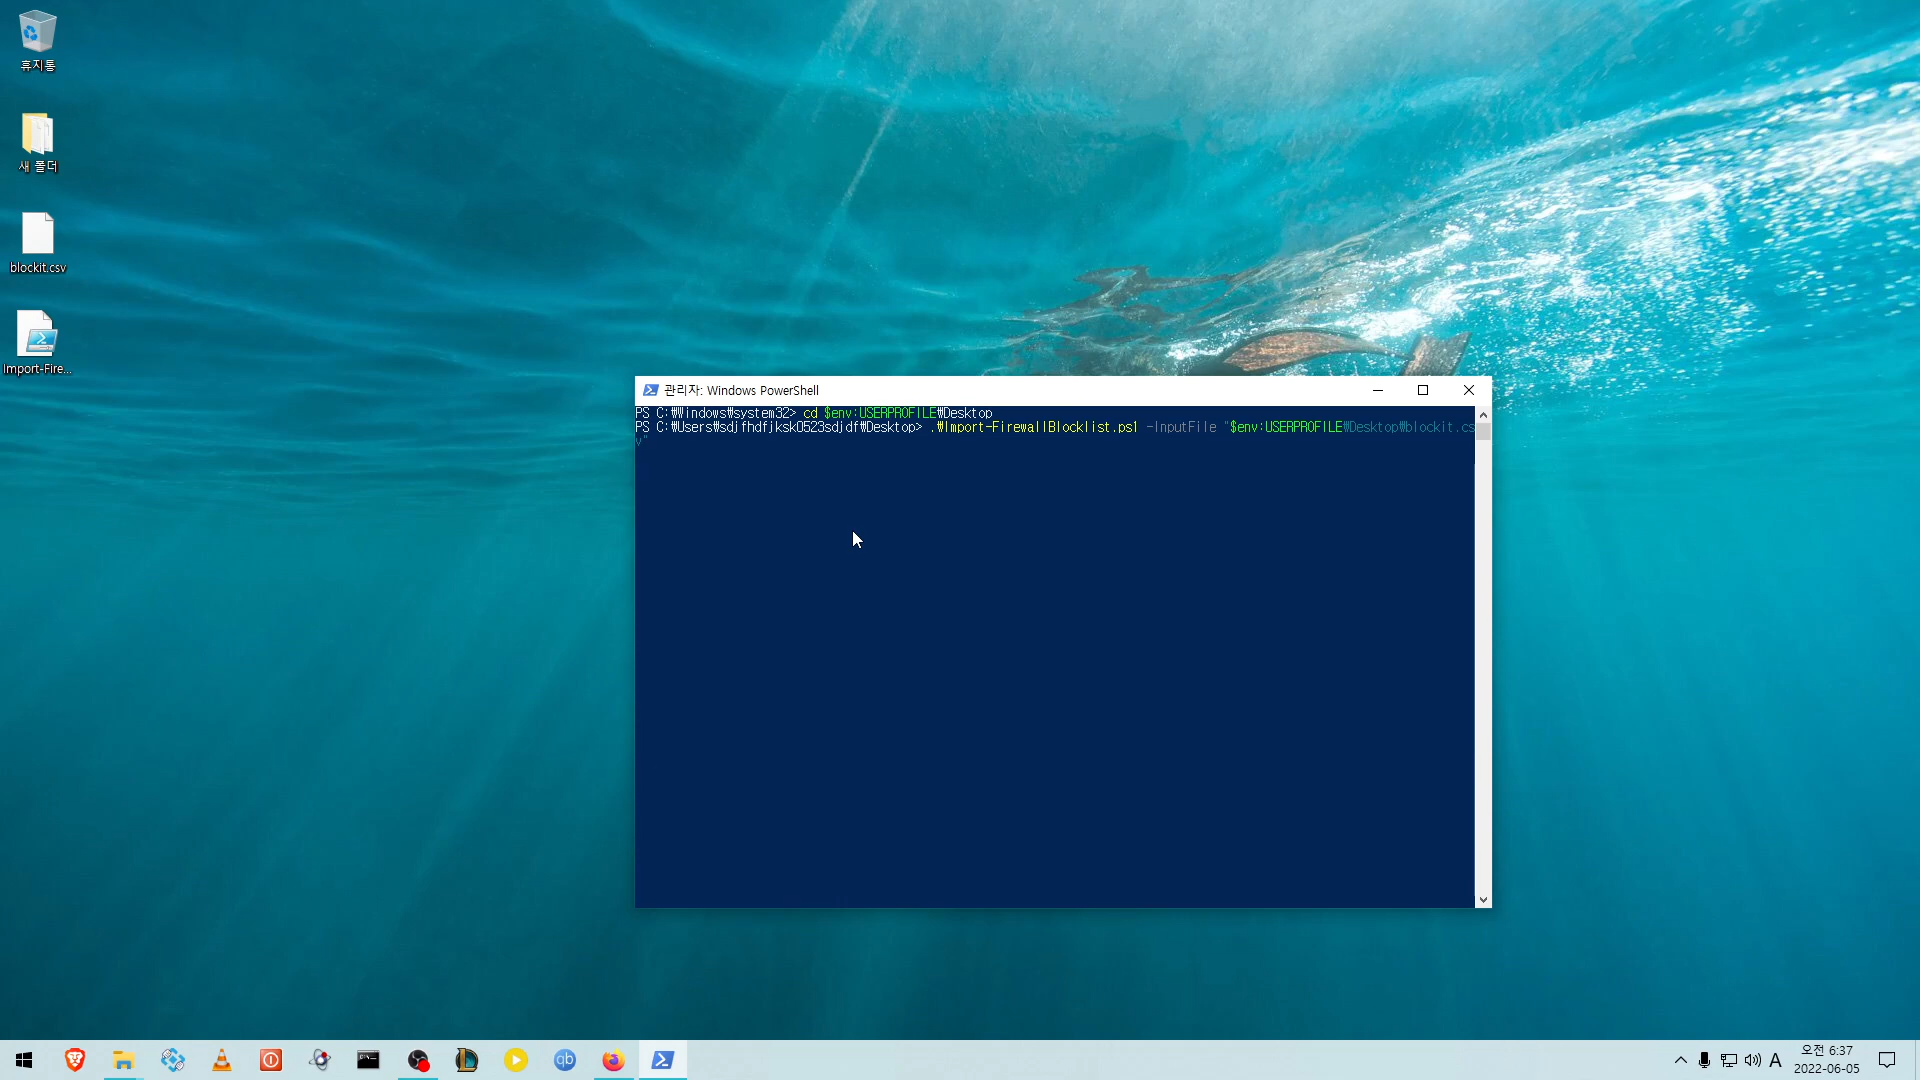 휴지통
새 폴더
blockit.csv
Import-Fire...
관리자: Windows PowerShell
PS C:₩Windows₩system32> cd $env:USERPROFILE₩Desktop
PS C:₩Users₩sdjfhdfjksk0523sdjdf₩Desktop> .₩Import-FirewallBlocklist.ps1 -InputFile "$env:USERPROFILE₩Desktop₩blockit.cs
v"
qb
A
오전 6:37
2022-06-05